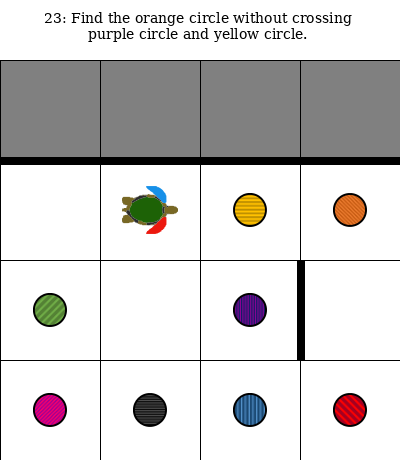 23: Find the orange circle without crossing
purple circle and yellow circle.